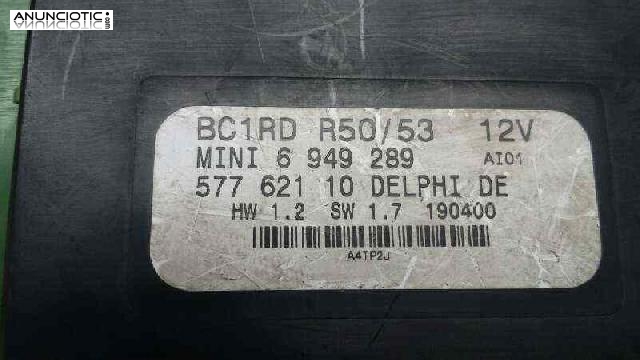 ANUNCIOTIC.com
BC1RD R50/53 12V
MINI 6 949 289 AI01
577 621 10 DELPHI DE
HW 1.2 SW 1.7 190400
A4TP2J